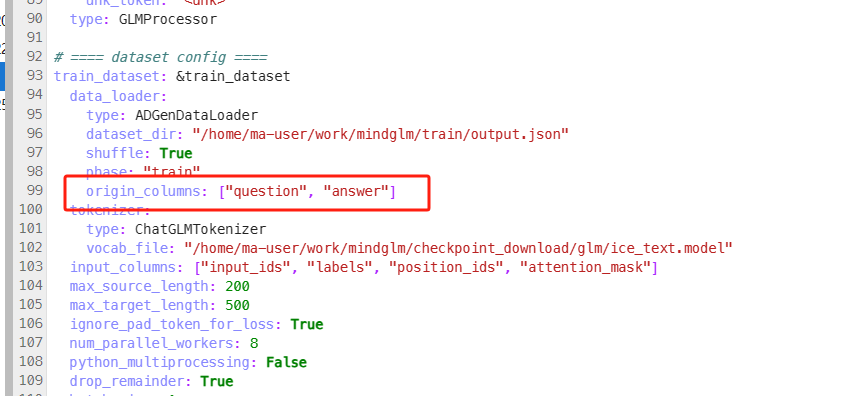 89 unk_token: "<unk>"
90 type: GLMProcessor
91
92 # ==== dataset config ====
93 train_dataset: &train_dataset
94 data_loader:
95 type: ADGenDataLoader
96 dataset_dir: "/home/ma-user/work/mindglm/train/output.json"
97 shuffle: True
98 phase: "train"
99 origin_columns: ["question", "answer"]
100 tokenizer:
101 type: ChatGLMTokenizer
102 vocab_file: "/home/ma-user/work/mindglm/checkpoint_download/glm/ice_text.model"
103 input_columns: ["input_ids", "labels", "position_ids", "attention_mask"]
104 max_source_length: 200
105 max_target_length: 500
106 ignore_pad_token_for_loss: True
107 num_parallel_workers: 8
108 python_multiprocessing: False
109 drop_remainder: True